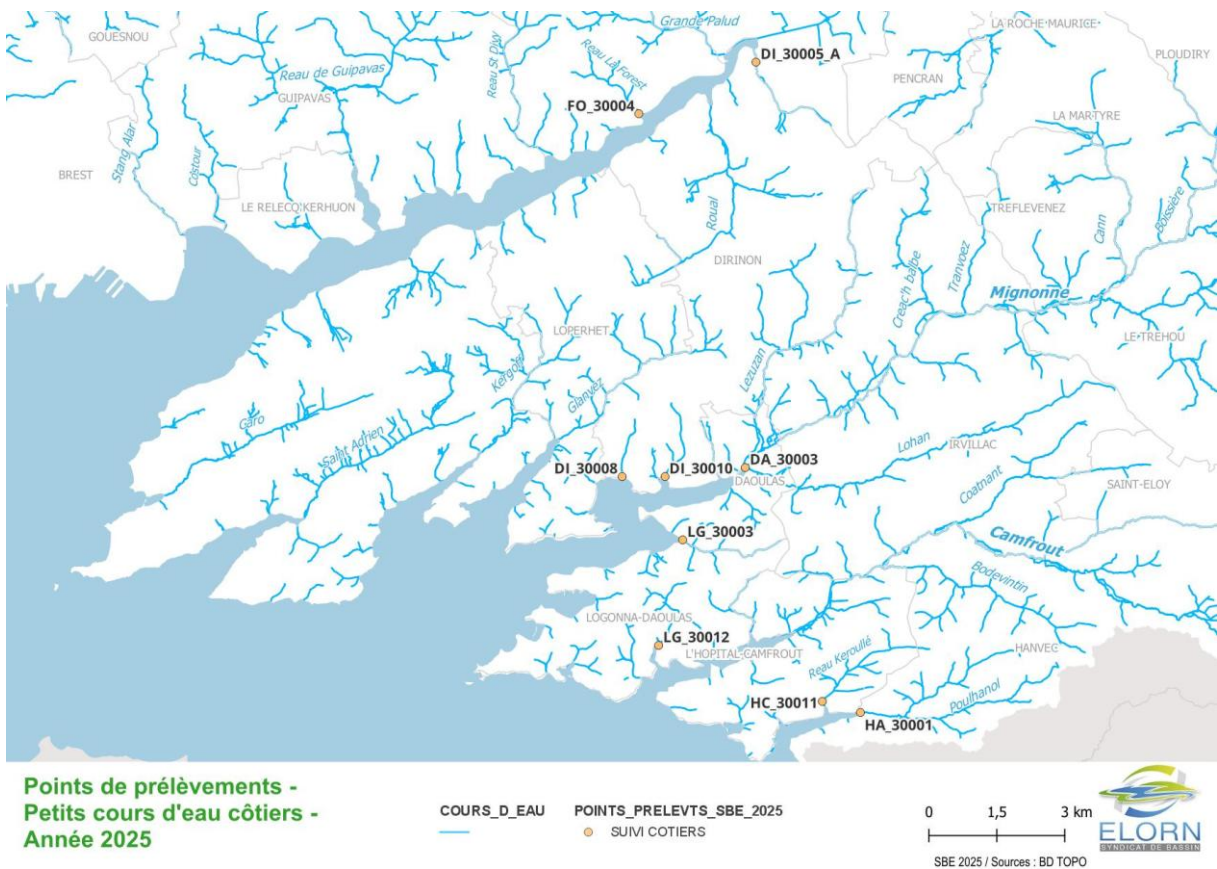 GOUESNOU
Reau de Guipavas
GUIPAVAS
Reau St Divy
Reau La Forest
Grande Palud
DI_30005_A
FO_30004
LA ROCHE-MAURICE
PLOUDIRY
PENCRAN
LA MARTYRE
BREST
Stang Alar
Cdstour
LE RELECQ-KERHUON
Roual
DIRINON
TREFLEVENEZ
Cann
Boissière
Creac'h balbe
Tranvoez
Mignonne
LE TREHOU
LOPERHET
Kergord
Glanvez
Lezuzan
Garo
Saint Adrien
DI_30008
DI_30010
DA_30003
DAOULAS
Lohan
IRVILLAC
Coatnant
SAINT-ELOY
LG_30003
Camfrout
Bodevintin
LOGONNA-DAOULAS
LG_30012
L'HOPITAL-CAMFROUT
Reau Keroullé
HANVEC
Poulhanol
HC_30011
HA_30001
Points de prélèvements -
Petits cours d'eau côtiers -
Année 2025
COURS_D_EAU
POINTS_PRELEVTS_SBE_2025
SUIVI COTIERS
0 1,5 3 km
SBE 2025 / Sources : BD TOPO
ELORN
SYNDICAT DE BASSIN